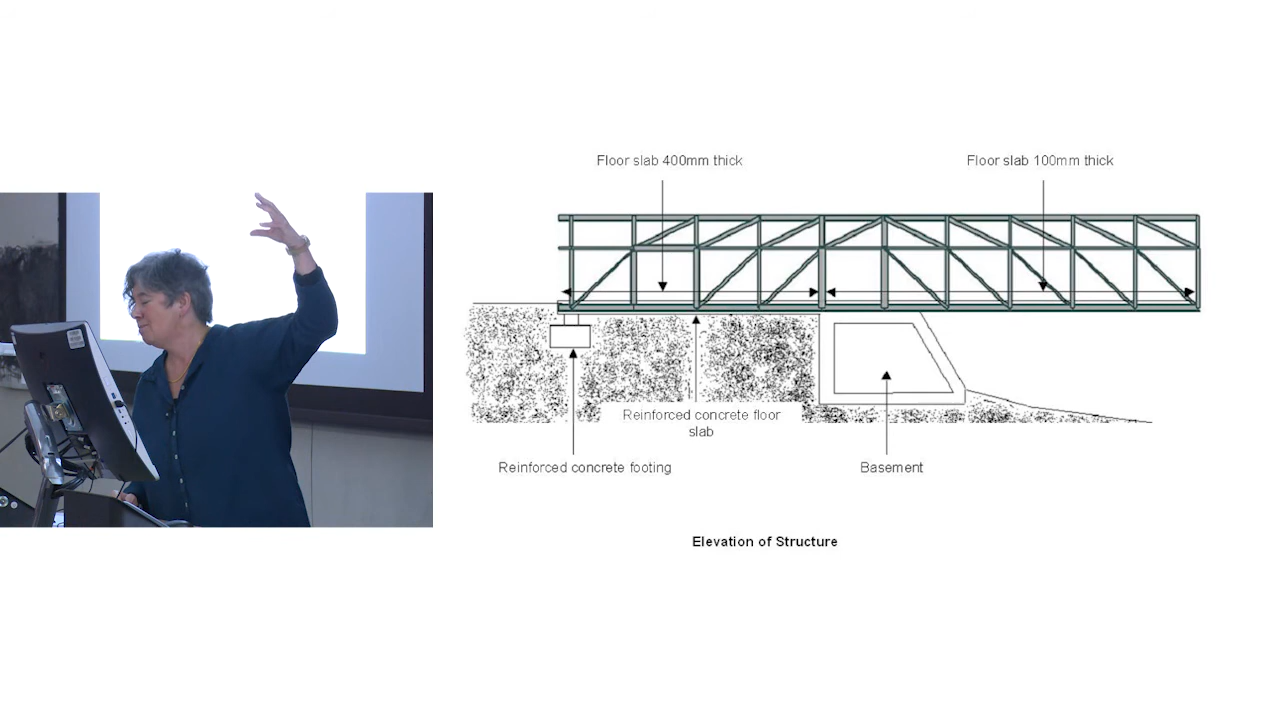 Floor slab 400mm thick
Floor slab 100mm thick
Reinforced concrete floor
slab
Reinforced concrete footing
Basement
Elevation of Structure